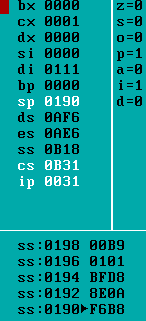 bx 0000 z=0
cx 0001 s=0
dx 0000 o=0
si 0000 p=1
di 0111 a=0
bp 0000 i=1
sp 0190 d=0
ds 0AF6
es 0AE6
ss 0B18
cs 0B31
ip 0031
ss:0198 00B9
ss:0196 0101
ss:0194 BFD8
ss:0192 8E0A
ss:0190►F6B8